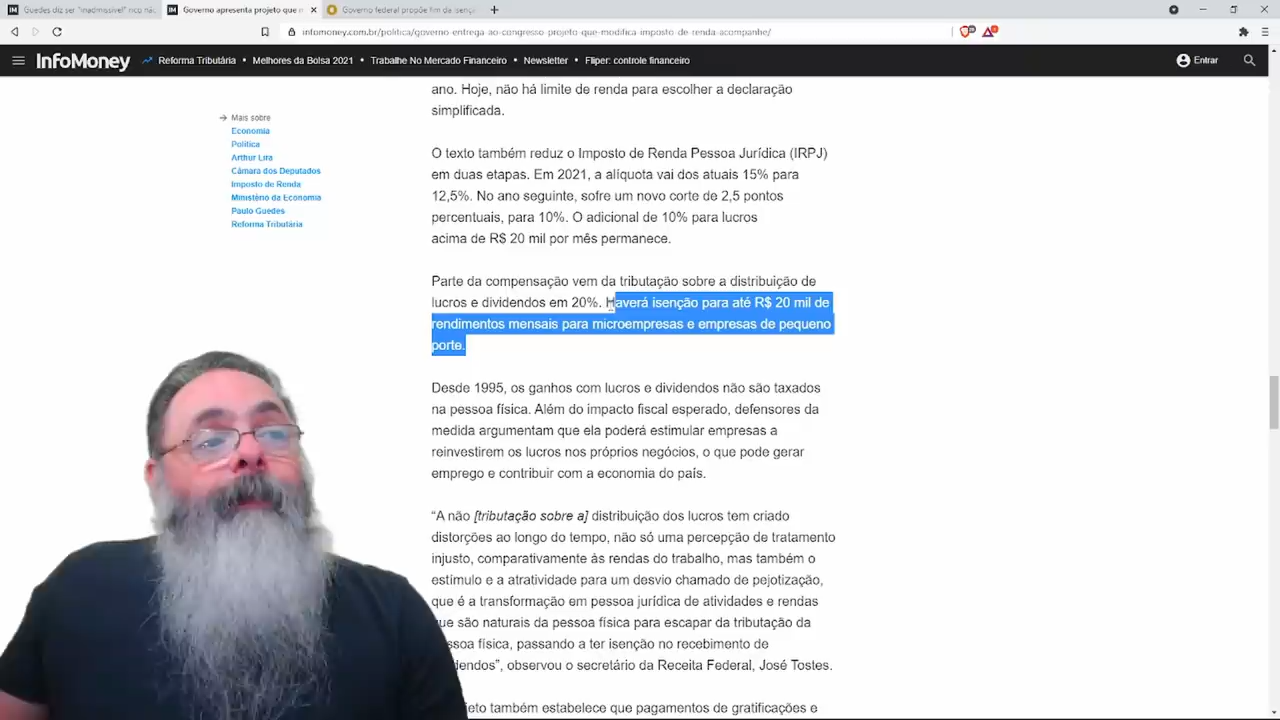 Guedes diz ser "inadmissível" rico não
Governo apresenta projeto que m
Governo federal propõe fim da isenç
infomoney.com.br/politica/governo-entrega-ao-congresso-projeto-que-modifica-imposto-de-renda-acompanhe/
InfoMoney
Reforma Tributária • Melhores da Bolsa 2021 • Trabalhe No Mercado Financeiro • Newsletter • Fliper: controle financeiro
Entrar
Mais sobre
Economia
Política
Arthur Lira
Câmara dos Deputados
Imposto de Renda
Ministério da Economia
Paulo Guedes
Reforma Tributária
ano. Hoje, não há limite de renda para escolher a declaração
simplificada.
O texto também reduz o Imposto de Renda Pessoa Jurídica (IRPJ)
em duas etapas. Em 2021, a alíquota vai dos atuais 15% para
12,5%. No ano seguinte, sofre um novo corte de 2,5 pontos
percentuais, para 10%. O adicional de 10% para lucros
acima de R$ 20 mil por mês permanece.
Parte da compensação vem da tributação sobre a distribuição de
lucros e dividendos em 20%. Haverá isenção para até R$ 20 mil de
rendimentos mensais para microempresas e empresas de pequeno
porte.
Desde 1995, os ganhos com lucros e dividendos não são taxados
na pessoa física. Além do impacto fiscal esperado, defensores da
medida argumentam que ela poderá estimular empresas a
reinvestirem os lucros nos próprios negócios, o que pode gerar
emprego e contribuir com a economia do país.
“A não [tributação sobre a] distribuição dos lucros tem criado
distorções ao longo do tempo, não só uma percepção de tratamento
injusto, comparativamente às rendas do trabalho, mas também o
estímulo e a atratividade para um desvio chamado de pejotização,
que é a transformação em pessoa jurídica de atividades e rendas
que são naturais da pessoa física para escapar da tributação da
ssoa física, passando a ter isenção no recebimento de
dendos”, observou o secretário da Receita Federal, José Tostes.
jeto também estabelece que pagamentos de gratificações e